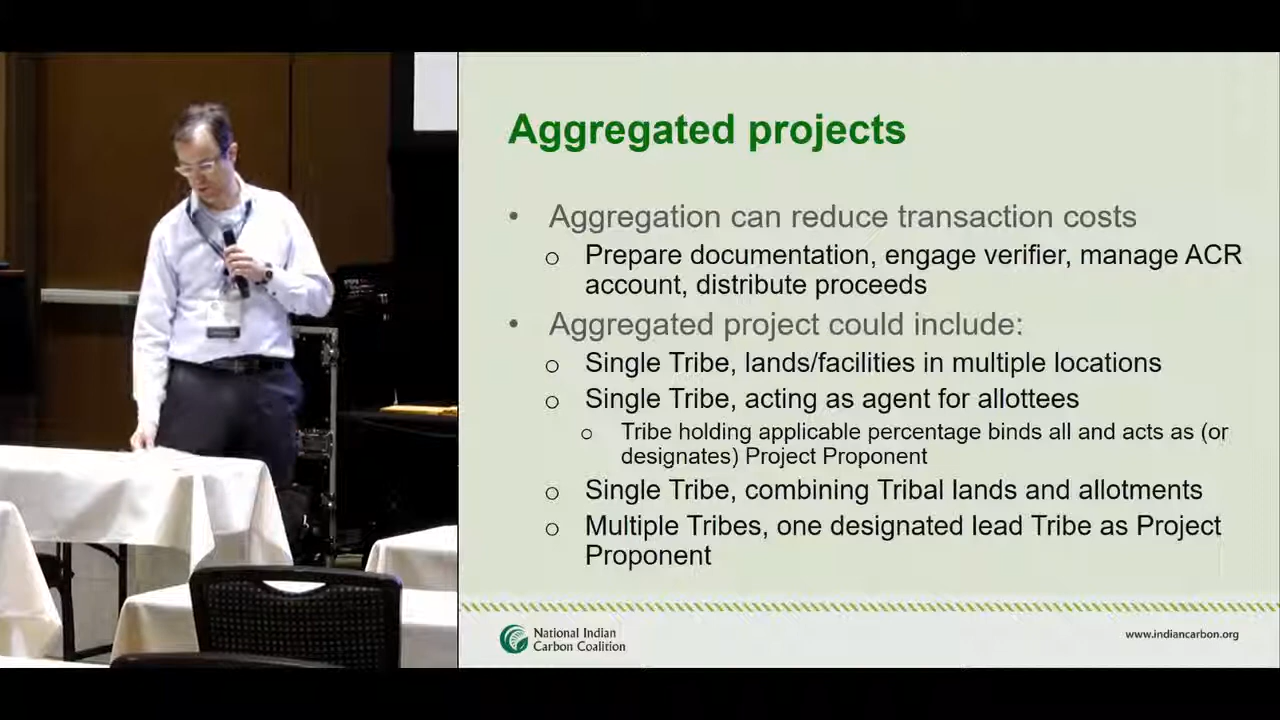 Aggregated projects
• Aggregation can reduce transaction costs
o Prepare documentation, engage verifier, manage ACR
account, distribute proceeds
• Aggregated project could include:
o Single Tribe, lands/facilities in multiple locations
o Single Tribe, acting as agent for allottees
o Tribe holding applicable percentage binds all and acts as (or
designates) Project Proponent
o Single Tribe, combining Tribal lands and allotments
o Multiple Tribes, one designated lead Tribe as Project
Proponent
National Indian
Carbon Coalition
www.indiancarbon.org